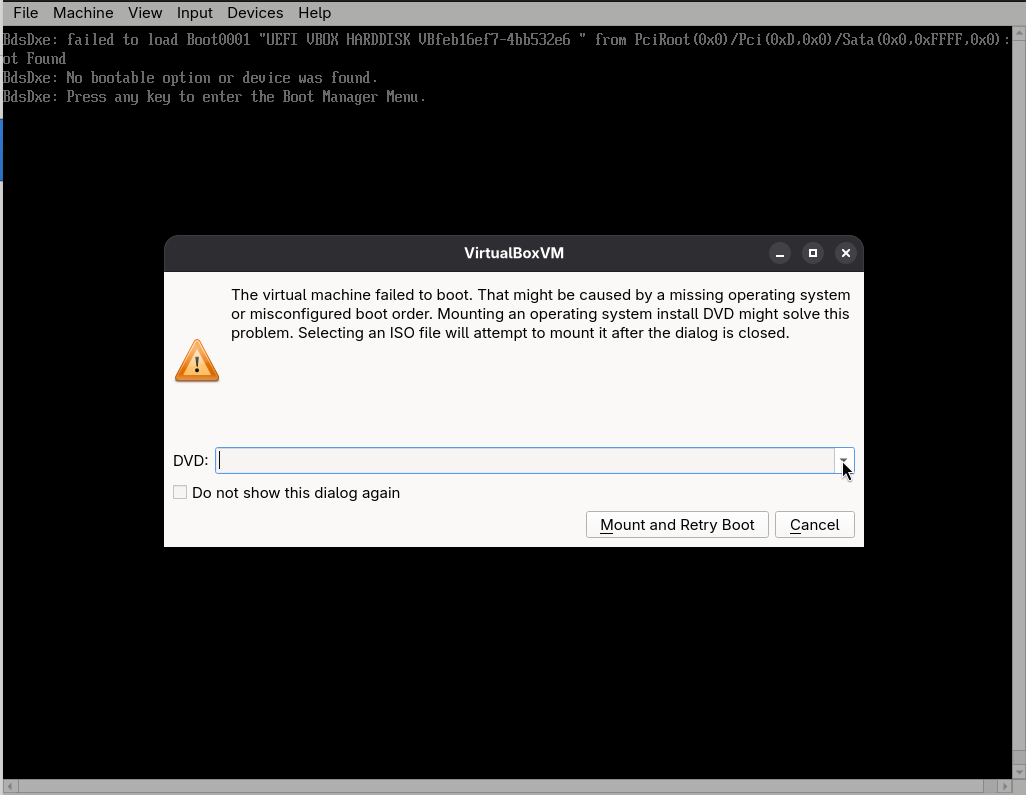 File Machine View Input Devices Help
BdsDxe: failed to load Boot0001 "UEFI VBOX HARDDISK VBfeb16ef7-4bb532e6 " from PciRoot(0x0)/Pci(0xD,0x0)/Sata(0x0,0xFFFF,0x0):
ot Found
BdsDxe: No bootable option or device was found.
BdsDxe: Press any key to enter the Boot Manager Menu.
VirtualBoxVM
The virtual machine failed to boot. That might be caused by a missing operating system
or misconfigured boot order. Mounting an operating system install DVD might solve this
problem. Selecting an ISO file will attempt to mount it after the dialog is closed.
DVD:
Do not show this dialog again
Mount and Retry Boot Cancel